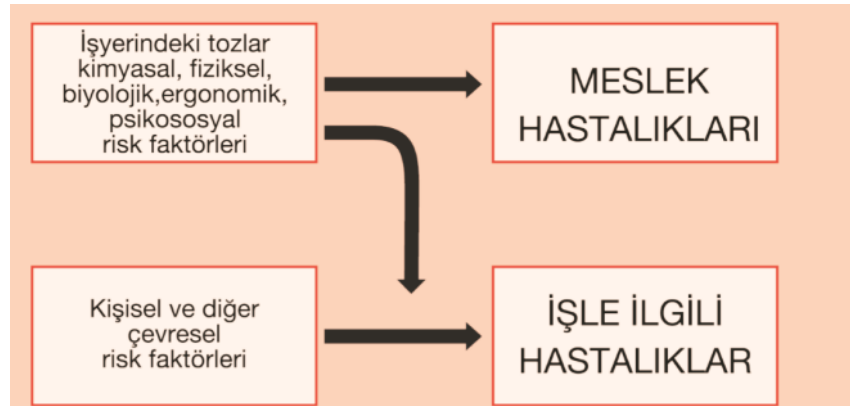 İşyerindeki tozlar
kimyasal, fiziksel,
biyolojik,ergonomik,
psikososyal
risk faktörleri
MESLEK
HASTALIKLARI
Kişisel ve diğer
çevresel
risk faktörleri
İŞLE İLGİLİ
HASTALIKLAR